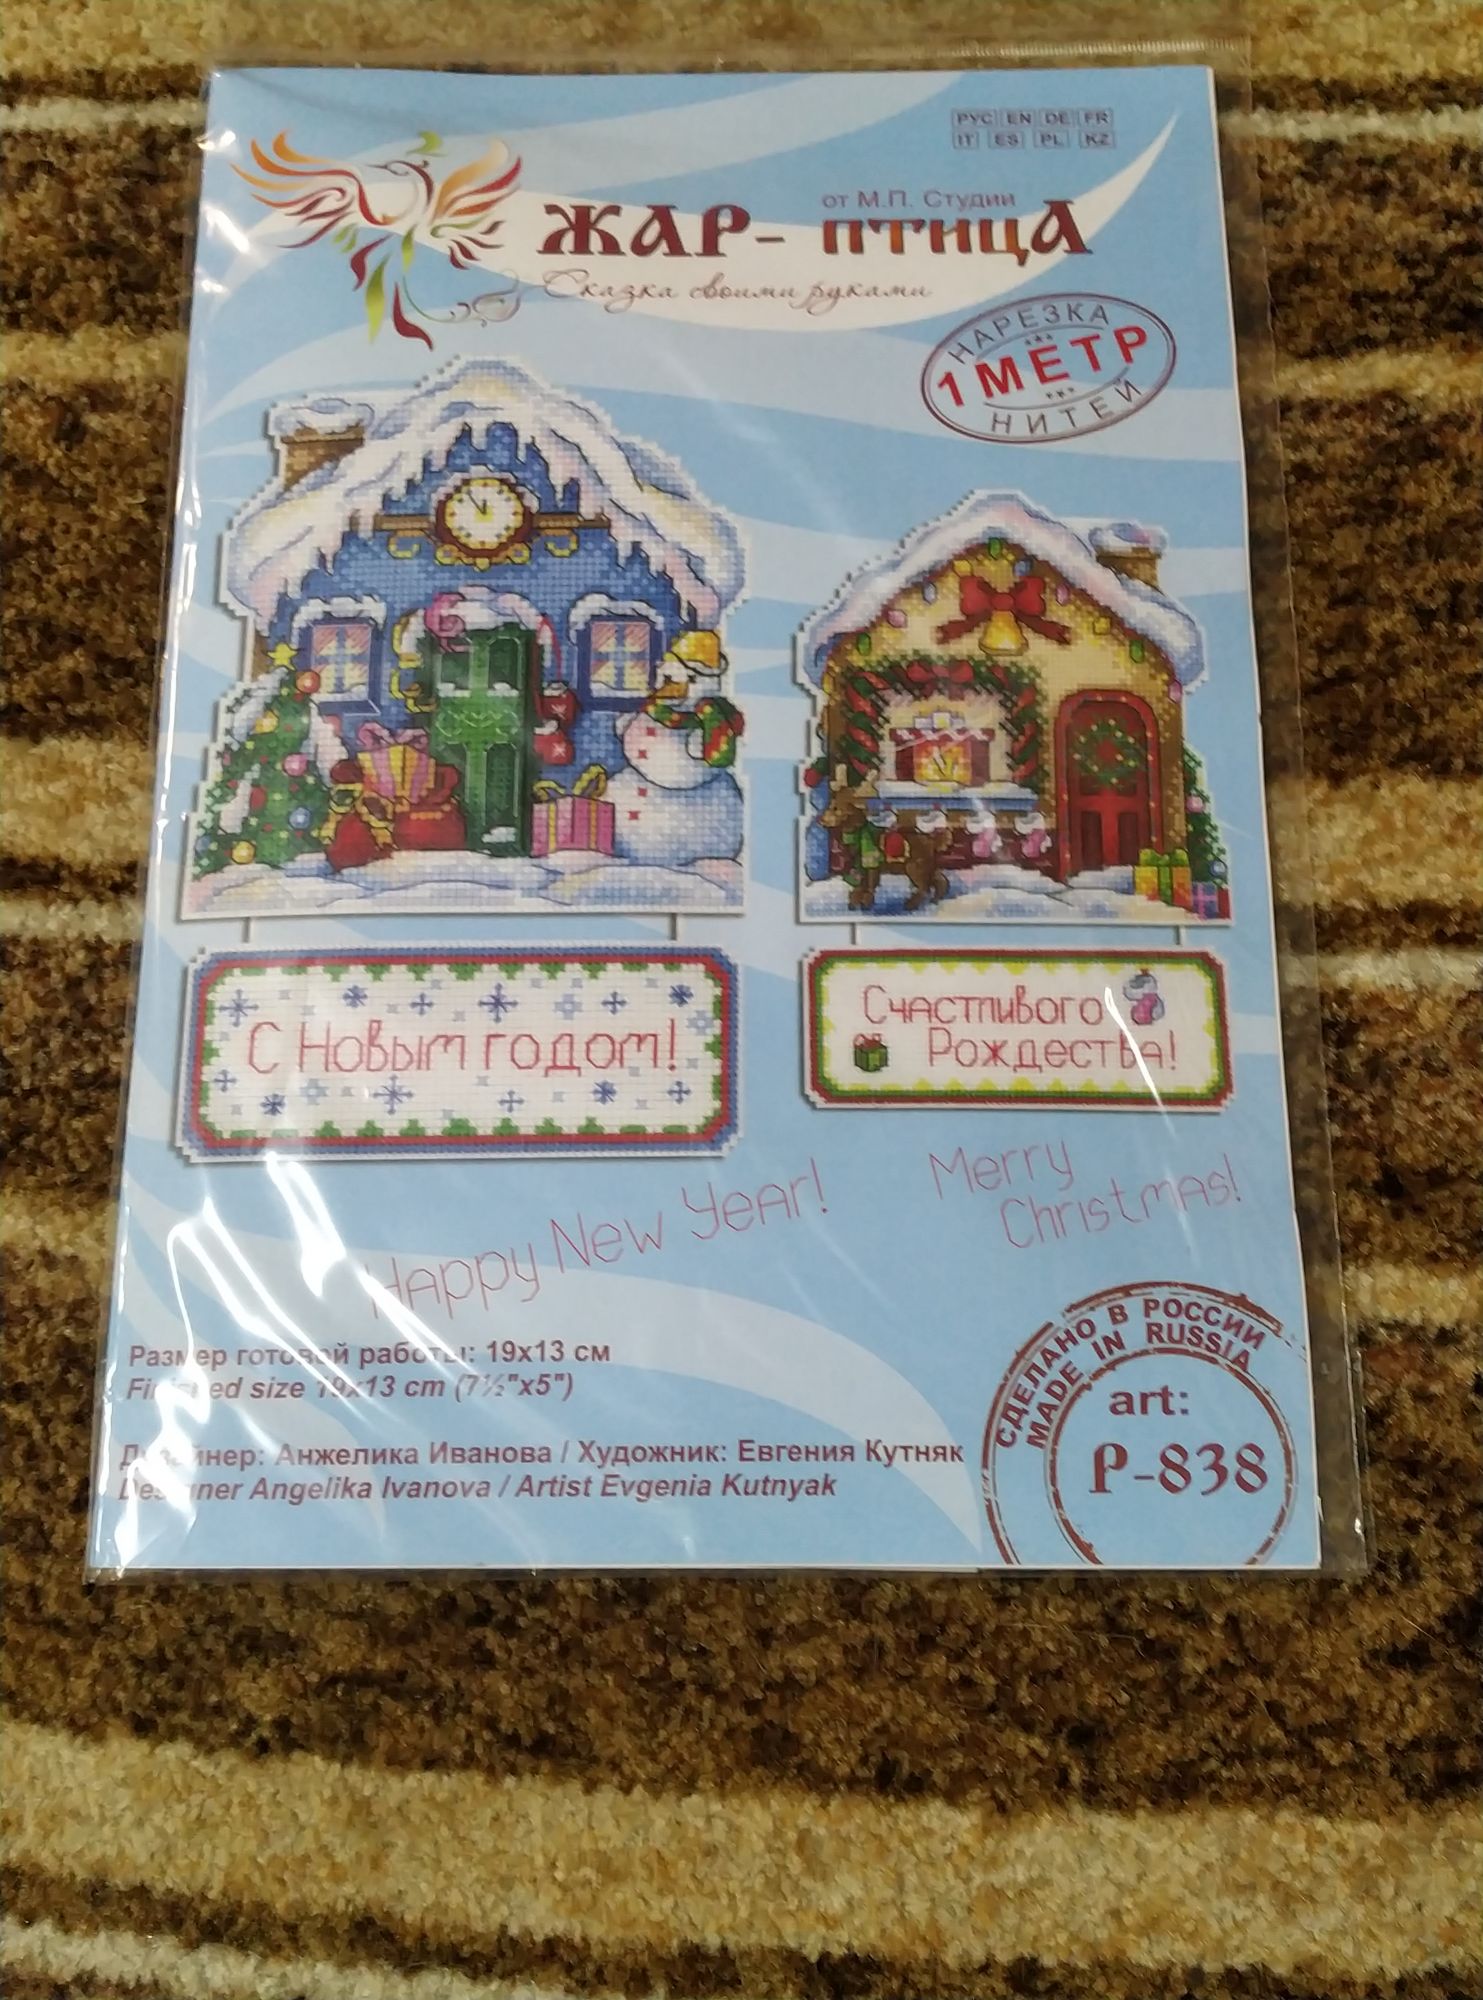 РУС EN DE FR
IT ES PL KZ
от М.П. Студии
ЖАР-ПТИЦА
Сказка своими руками
НАРЕЗКА
1 МЕТР
НИТЕЙ
С Новым годом!
Счастливого
Рождества!
Happy New Year!
Merry
Christmas!
Размер готовой работы: 19х13 см
Finished size 19x13 cm (7½"x5")
Дизайнер: Анжелика Иванова / Художник: Евгения Кутняк
Designer Angelika Ivanova / Artist Evgenia Kutnyak
СДЕЛАНО В РОССИИ
MADE IN RUSSIA
art:
Р-838